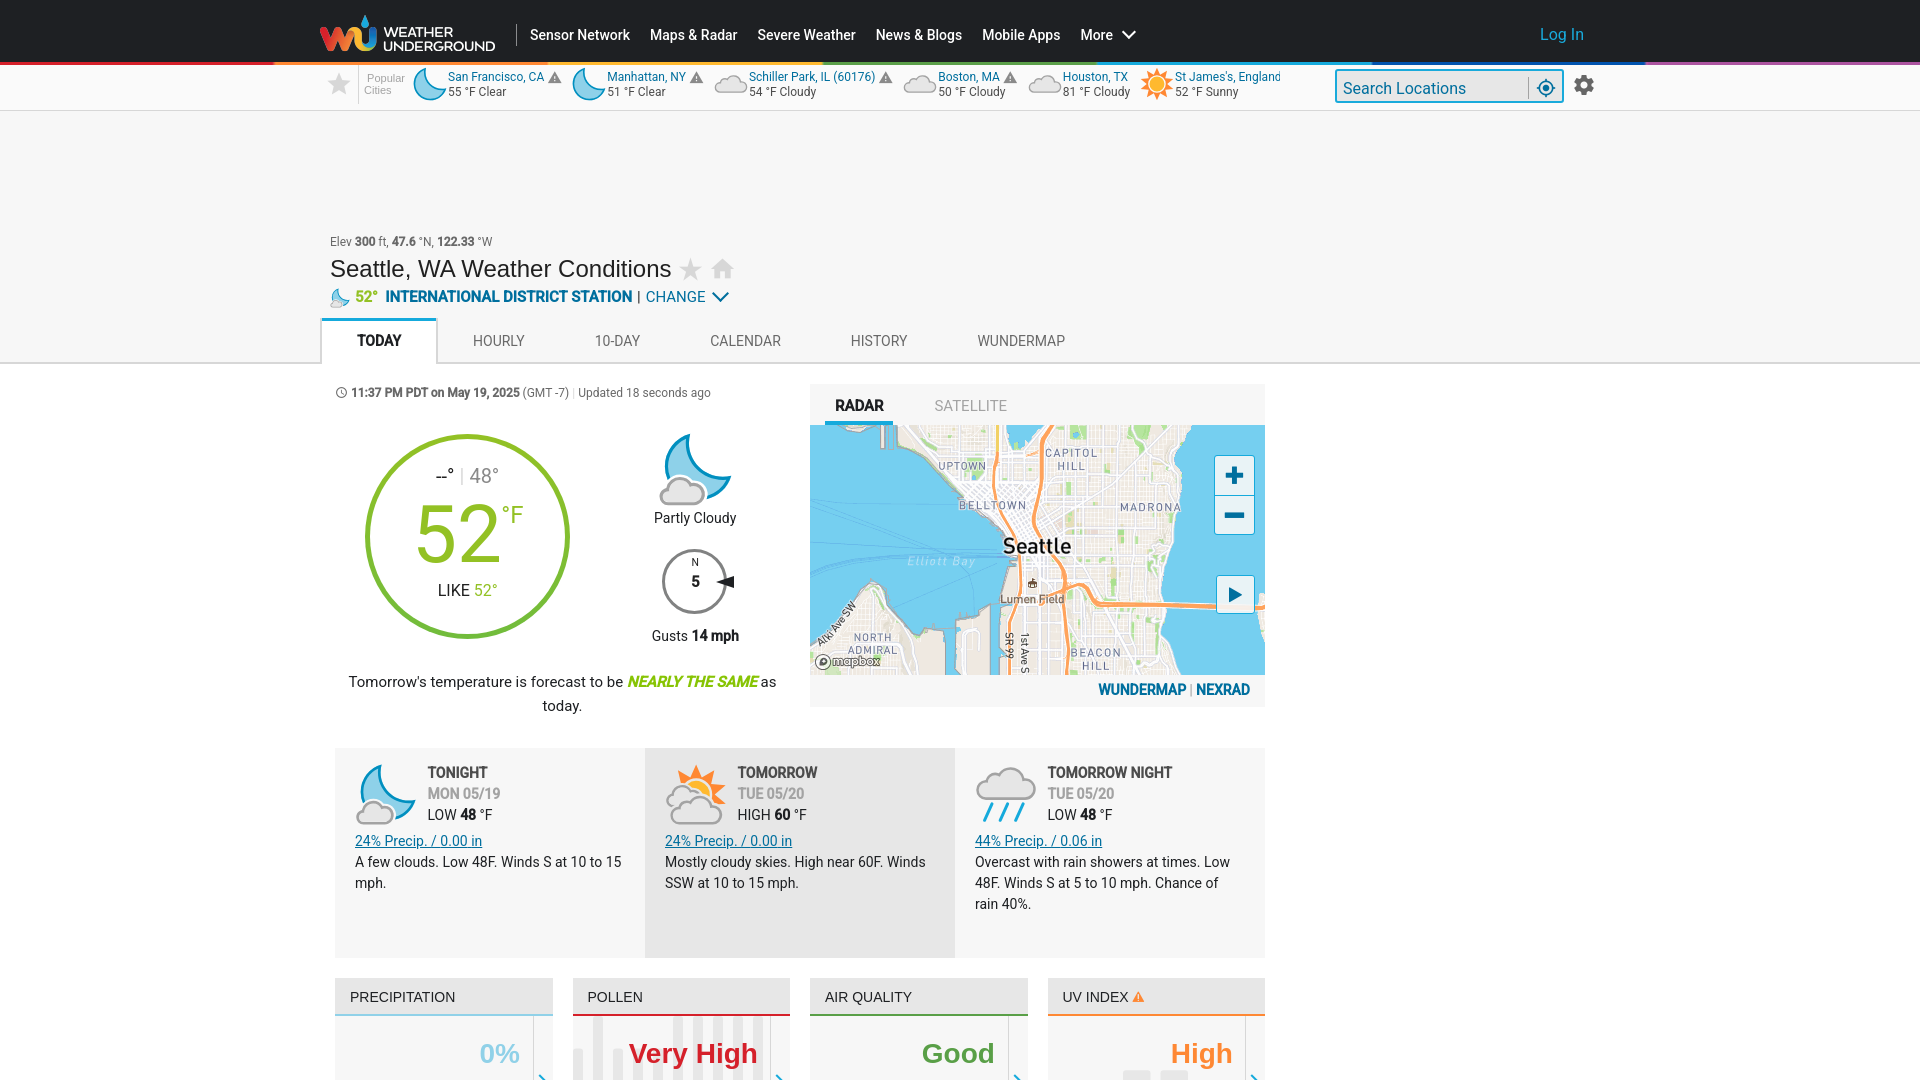 WEATHER
UNDERGROUND
Sensor Network
Maps & Radar
Severe Weather
News & Blogs
Mobile Apps
More
Log In
Popular
Cities
San Francisco, CA
55 °F Clear
Manhattan, NY
51 °F Clear
Schiller Park, IL (60176)
54 °F Cloudy
Boston, MA
50 °F Cloudy
Houston, TX
81 °F Cloudy
St James's, England
52 °F Sunny
Search Locations
Elev 300 ft, 47.6 °N, 122.33 °W
Seattle, WA Weather Conditions
52° INTERNATIONAL DISTRICT STATION | CHANGE
TODAY
HOURLY
10-DAY
CALENDAR
HISTORY
WUNDERMAP
11:37 PM PDT on May 19, 2025 (GMT -7) | Updated 18 seconds ago
--° | 48°
52 °F
LIKE 52°
Partly Cloudy
N
5
Gusts 14 mph
Tomorrow's temperature is forecast to be NEARLY THE SAME as
today.
RADAR
SATELLITE
UPTOWN
CAPITOL
HILL
BELLTOWN
MADRONA
Seattle
Elliott Bay
Lumen Field
Alki Ave SW
NORTH
ADMIRAL
SR 99
1st Ave S
BEACON
HILL
mapbox
WUNDERMAP | NEXRAD
TONIGHT
MON 05/19
LOW 48 °F
24% Precip. / 0.00 in
A few clouds. Low 48F. Winds S at 10 to 15
mph.
TOMORROW
TUE 05/20
HIGH 60 °F
24% Precip. / 0.00 in
Mostly cloudy skies. High near 60F. Winds
SSW at 10 to 15 mph.
TOMORROW NIGHT
TUE 05/20
LOW 48 °F
44% Precip. / 0.06 in
Overcast with rain showers at times. Low
48F. Winds S at 5 to 10 mph. Chance of
rain 40%.
PRECIPITATION
0%
POLLEN
Very High
AIR QUALITY
Good
UV INDEX
High